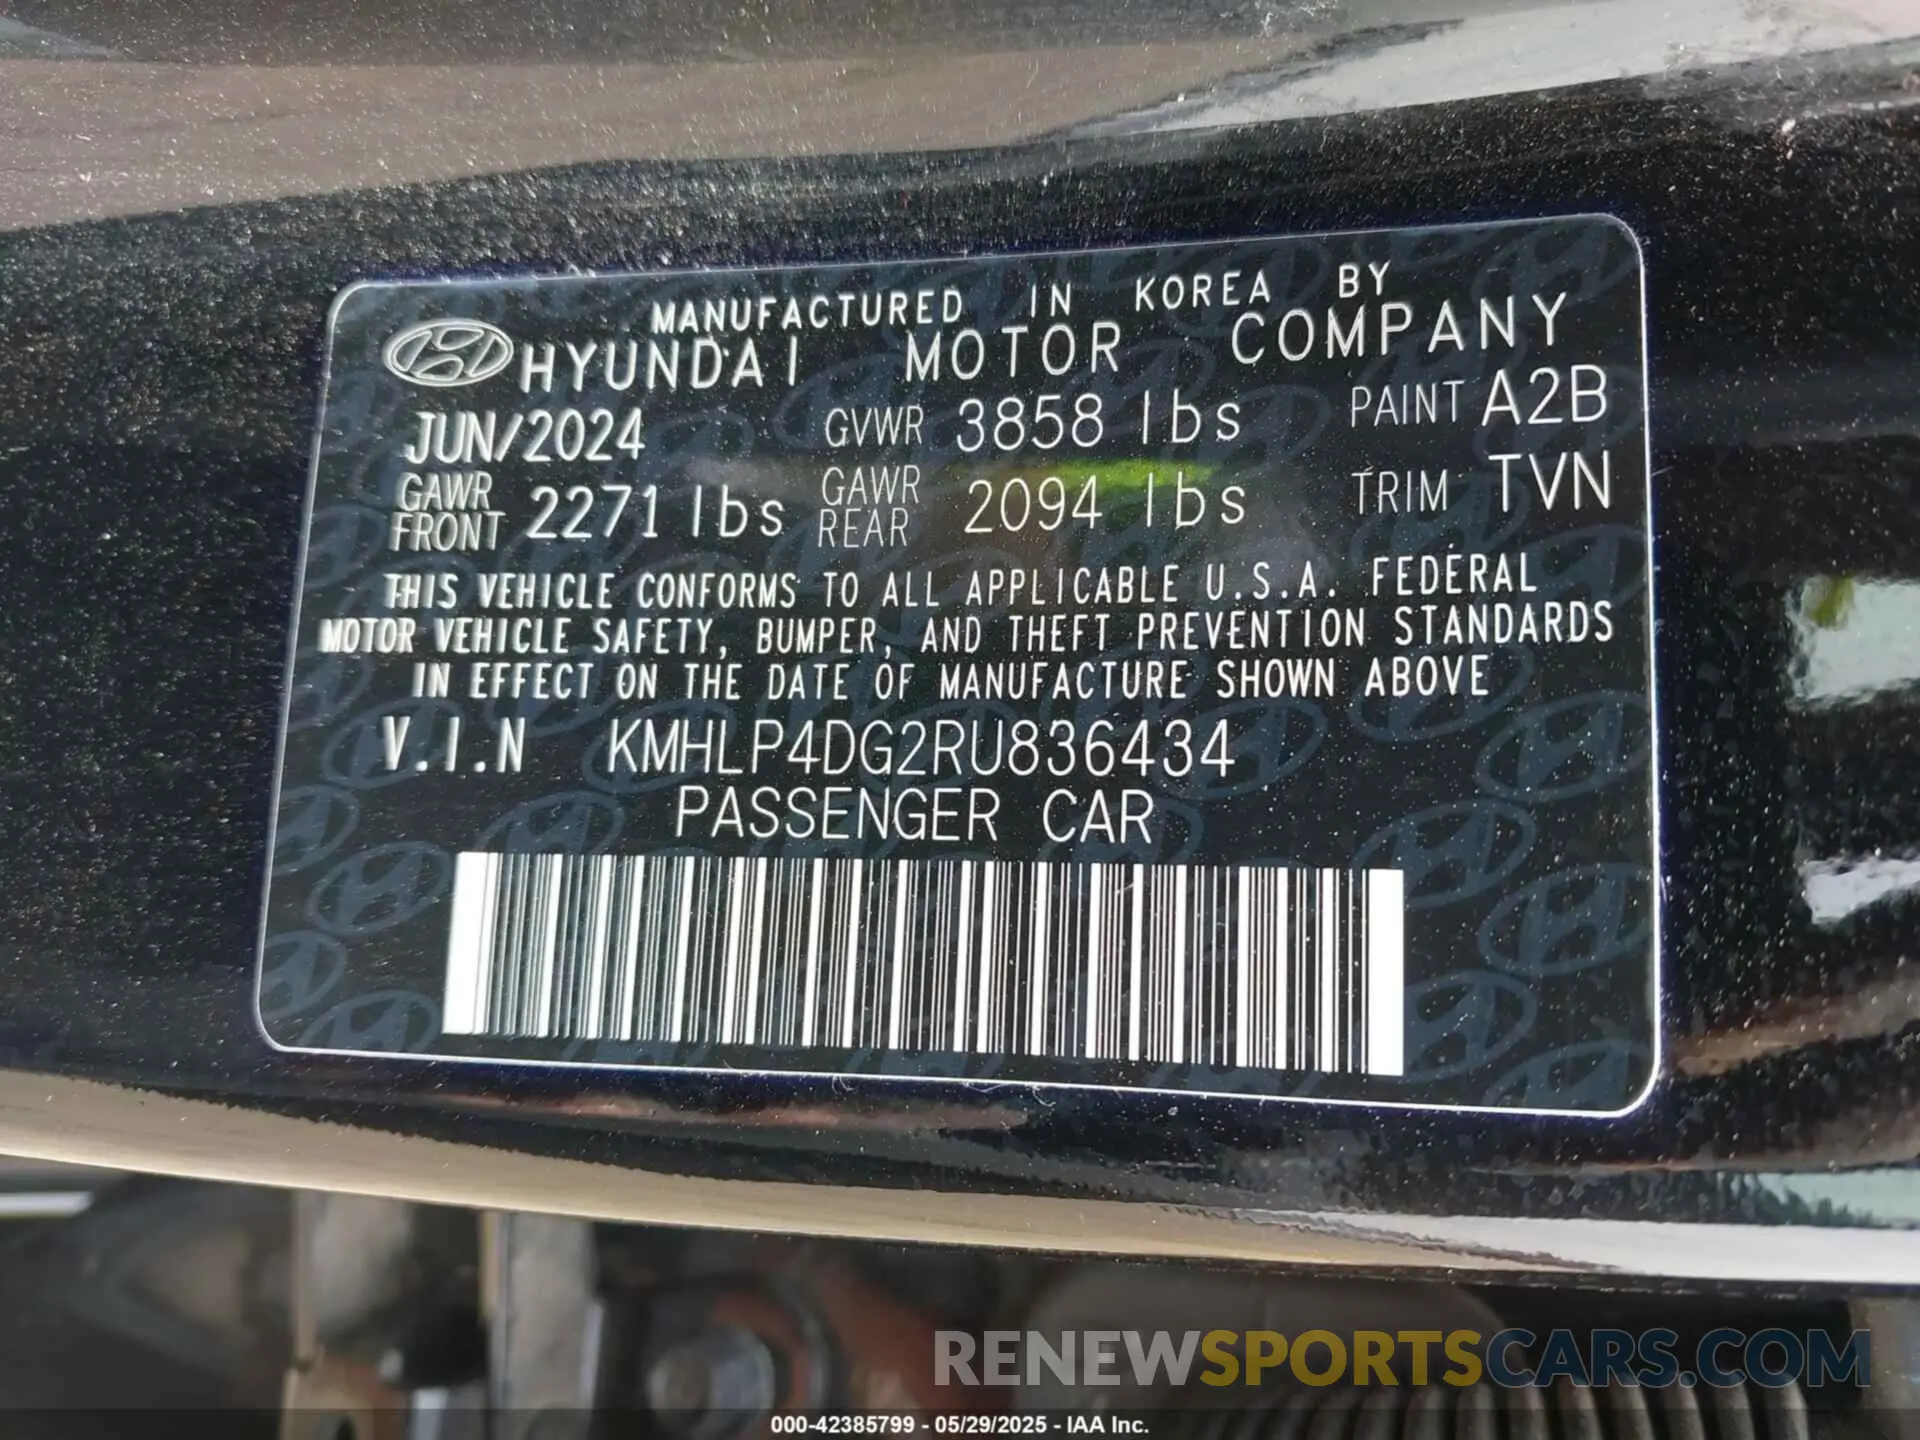 MANUFACTURED IN KOREA BY
HYUNDAI MOTOR COMPANY
JUN/2024 GVWR 3858 lbs PAINT A2B
GAWR FRONT 2271 lbs GAWR REAR 2094 lbs TRIM TVN
THIS VEHICLE CONFORMS TO ALL APPLICABLE U.S.A. FEDERAL
MOTOR VEHICLE SAFETY, BUMPER, AND THEFT PREVENTION STANDARDS
IN EFFECT ON THE DATE OF MANUFACTURE SHOWN ABOVE
V.I.N KMHLP4DG2RU836434
PASSENGER CAR
RENEWSPORTSCARS.COM
000-42385799 - 05/29/2025 - IAA Inc.